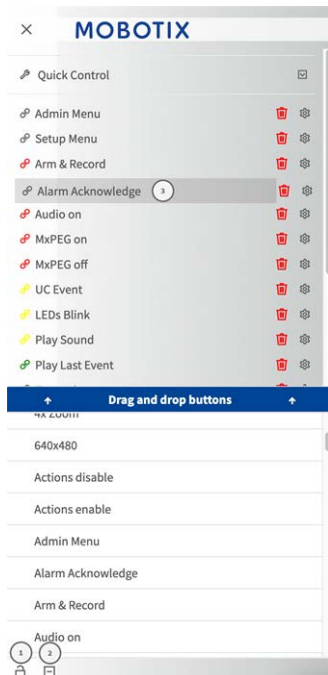 MOBOTIX
Quick Control
Admin Menu
Setup Menu
Arm & Record
Alarm Acknowledge 3
Audio on
MxPEG on
MxPEG off
UC Event
LEDs Blink
Play Sound
Play Last Event
Drag and drop buttons
4x Zoom
640x480
Actions disable
Actions enable
Admin Menu
Alarm Acknowledge
Arm & Record
Audio on
1 2